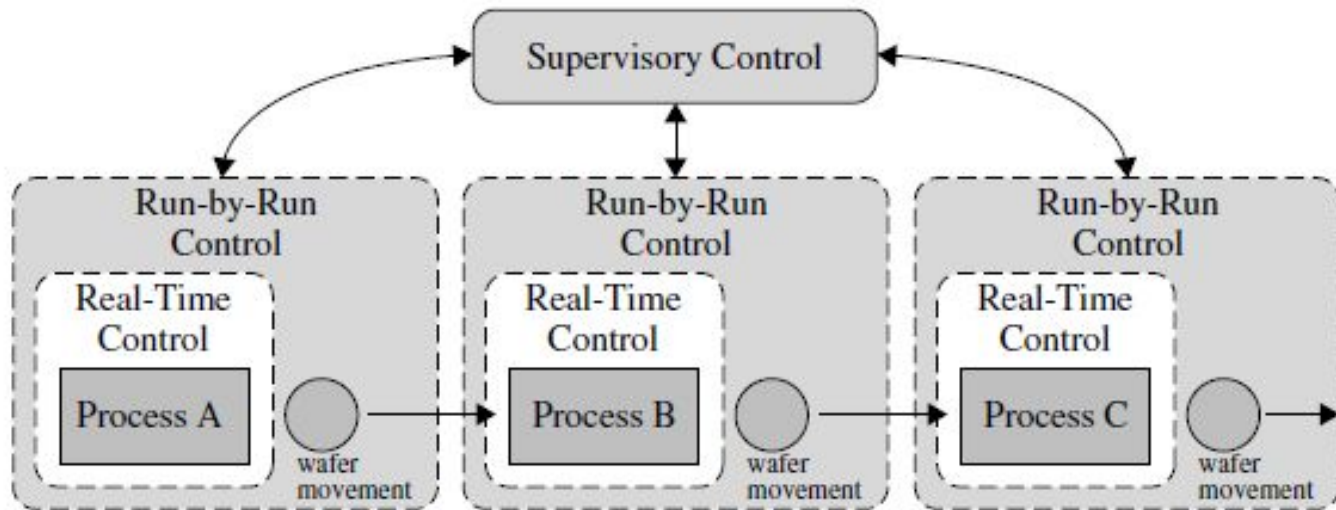 Supervisory Control
Run-by-Run
Control
Real-Time
Control
Process A
wafer
movement
Run-by-Run
Control
Real-Time
Control
Process B
wafer
movement
Run-by-Run
Control
Real-Time
Control
Process C
wafer
movement